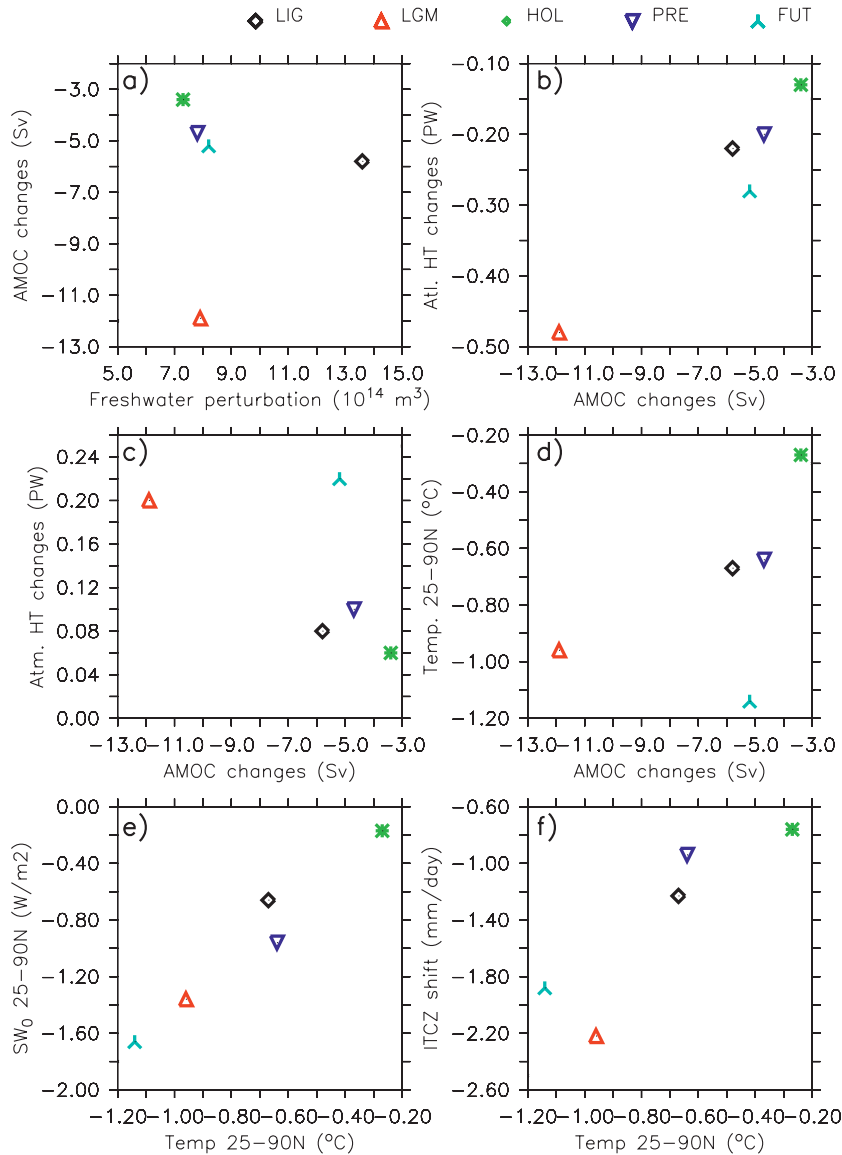 LIG LGM HOL PRE FUT
a)
AMOC changes (Sv)
−3.0
−5.0
−7.0
−9.0
−11.0
−13.0
5.0 7.0 9.0 11.0 13.0 15.0
Freshwater perturbation (10¹⁴ m³)
b)
Atl. HT changes (PW)
−0.10
−0.20
−0.30
−0.40
−0.50
−13.0 −11.0 −9.0 −7.0 −5.0 −3.0
AMOC changes (Sv)
c)
Atm. HT changes (PW)
0.24
0.20
0.16
0.12
0.08
0.04
0.00
−13.0 −11.0 −9.0 −7.0 −5.0 −3.0
AMOC changes (Sv)
d)
Temp. 25−90N (°C)
−0.20
−0.40
−0.60
−0.80
−1.00
−1.20
−13.0 −11.0 −9.0 −7.0 −5.0 −3.0
AMOC changes (Sv)
e)
SW₀ 25−90N (W/m2)
0.00
−0.40
−0.80
−1.20
−1.60
−2.00
−1.20 −1.00 −0.80 −0.60 −0.40 −0.20
Temp 25−90N (°C)
f)
ITCZ shift (mm/day)
−0.60
−1.00
−1.40
−1.80
−2.20
−2.60
−1.20 −1.00 −0.80 −0.60 −0.40 −0.20
Temp 25−90N (°C)